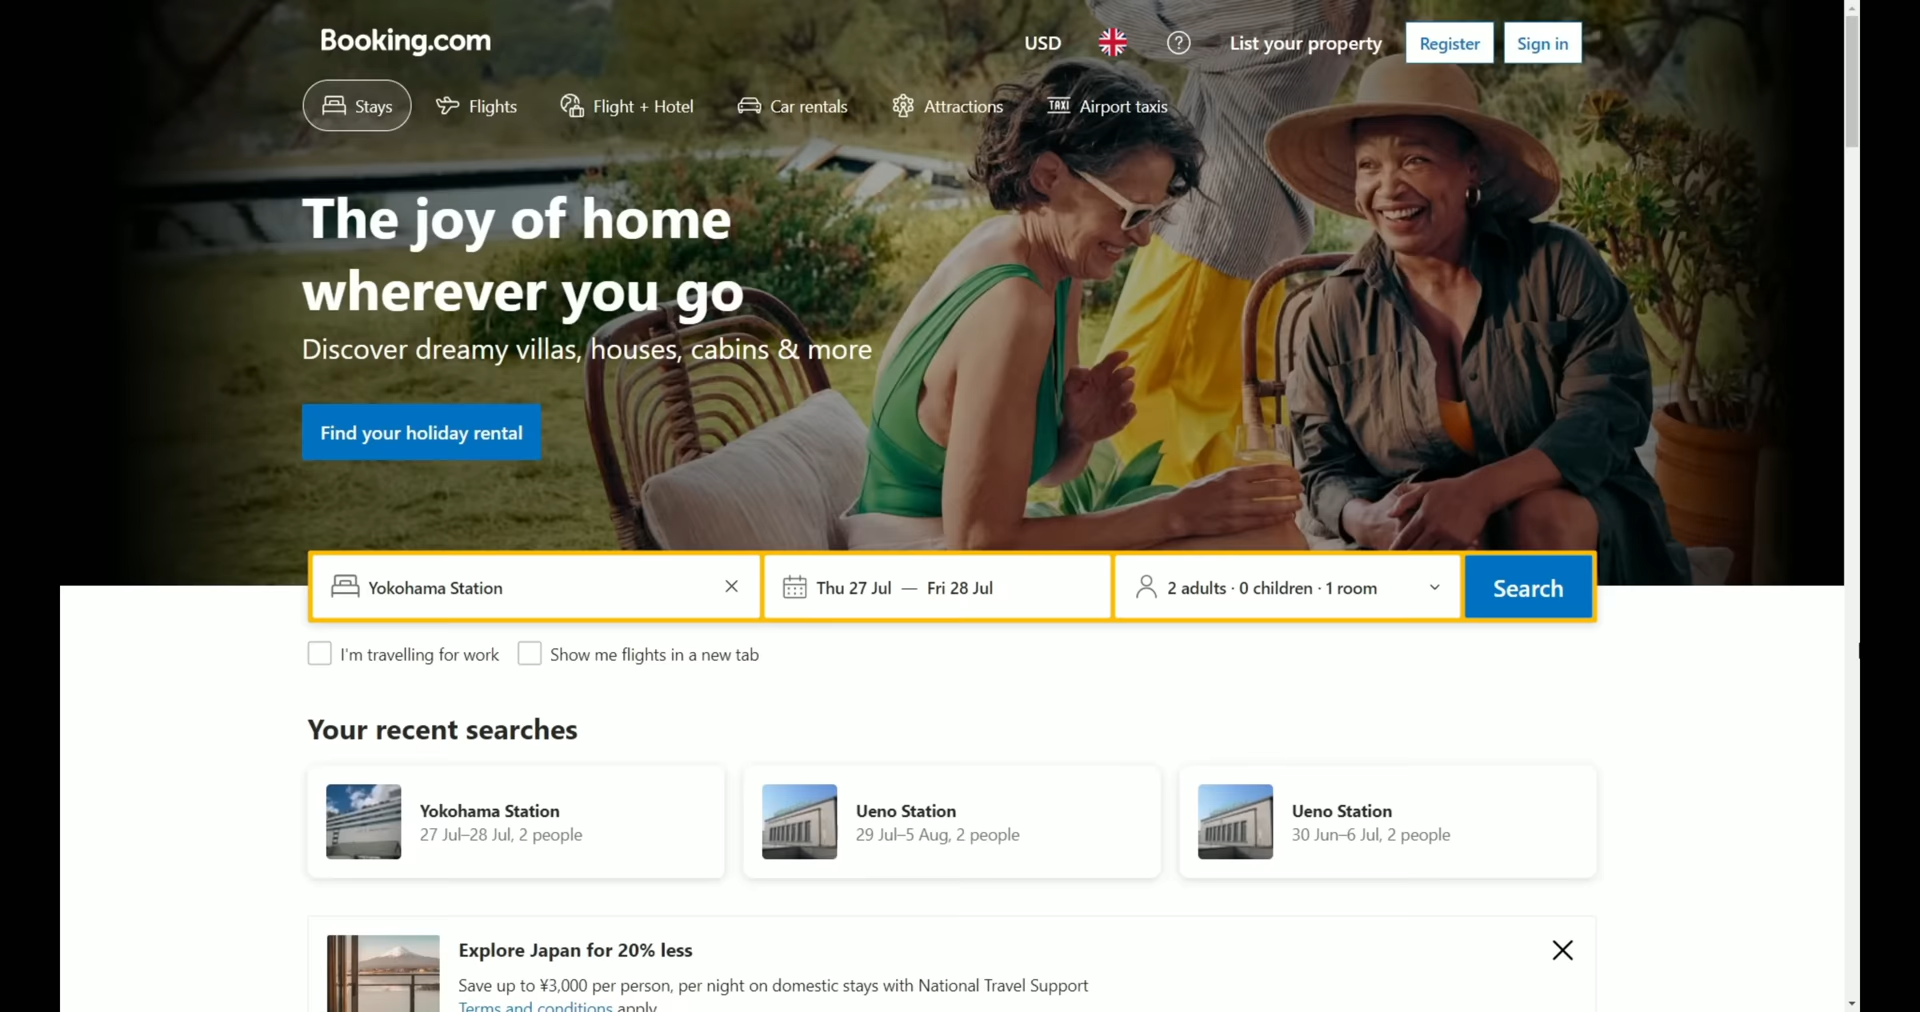 Booking.com
USD
List your property
Register
Sign in
Stays
Flights
Flight + Hotel
Car rentals
Attractions
TAXI
Airport taxis
The joy of home
wherever you go
Discover dreamy villas, houses, cabins & more
Find your holiday rental
Yokohama Station
Thu 27 Jul — Fri 28 Jul
2 adults · 0 children · 1 room
Search
I'm travelling for work
Show me flights in a new tab
Your recent searches
Yokohama Station
27 Jul–28 Jul, 2 people
Ueno Station
29 Jul–5 Aug, 2 people
Ueno Station
30 Jun–6 Jul, 2 people
Explore Japan for 20% less
Save up to ¥3,000 per person, per night on domestic stays with National Travel Support
Terms and conditions apply